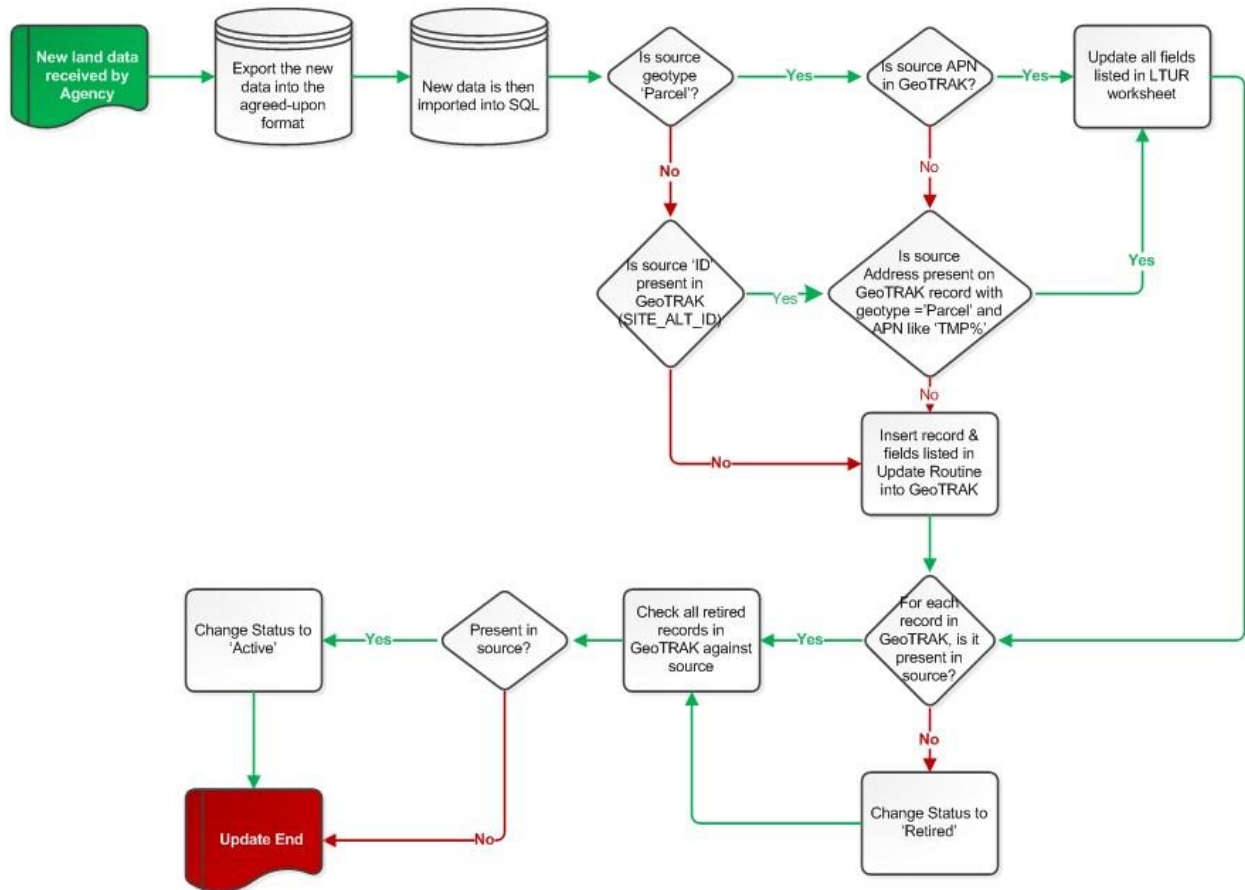 New land data
received by
Agency
Export the new
data into the
agreed-upon
format
New data is then
imported into SQL
Is source
geotype
‘Parcel’?
Yes
Is source APN
in GeoTRAK?
Yes
Update all fields
listed in LTUR
worksheet
No
No
Is source ‘ID’
present in
GeoTRAK
(SITE_ALT_ID)
Yes
Is source
Address present on
GeoTRAK record with
geotype =’Parcel’ and
APN like ‘TMP%’
Yes
No
No
Insert record &
fields listed in
Update Routine
into GeoTRAK
For each
record in
GeoTRAK, is it
present in
source?
Yes
Check all retired
records in
GeoTRAK against
source
Present in
source?
Yes
Change Status to
‘Active’
No
Change Status to
‘Retired’
No
Update End